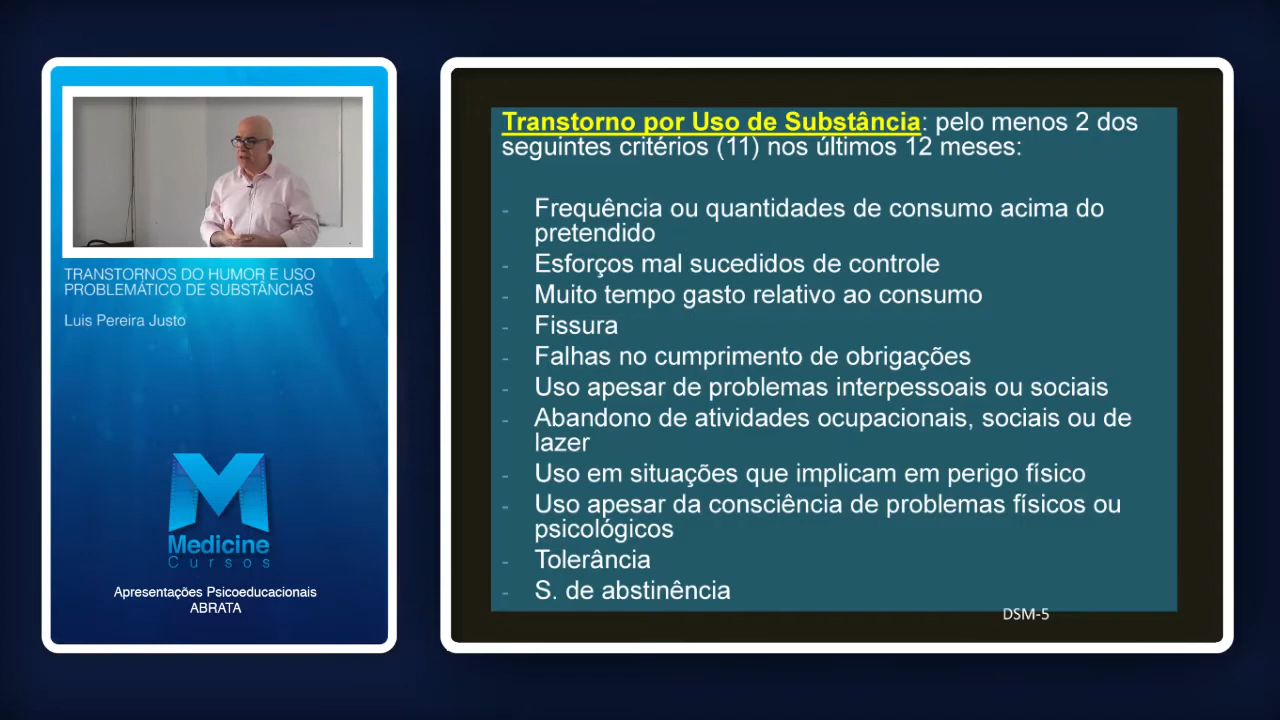 TRANSTORNOS DO HUMOR E USO
PROBLEMÁTICO DE SUBSTÂNCIAS
Luis Pereira Justo
Medicine
Cursos
Apresentações Psicoeducacionais
ABRATA
Transtorno por Uso de Substância: pelo menos 2 dos
seguintes critérios (11) nos últimos 12 meses:
- Frequência ou quantidades de consumo acima do
pretendido
- Esforços mal sucedidos de controle
- Muito tempo gasto relativo ao consumo
- Fissura
- Falhas no cumprimento de obrigações
- Uso apesar de problemas interpessoais ou sociais
- Abandono de atividades ocupacionais, sociais ou de
lazer
- Uso em situações que implicam em perigo físico
- Uso apesar da consciência de problemas físicos ou
psicológicos
- Tolerância
- S. de abstinência
DSM-5